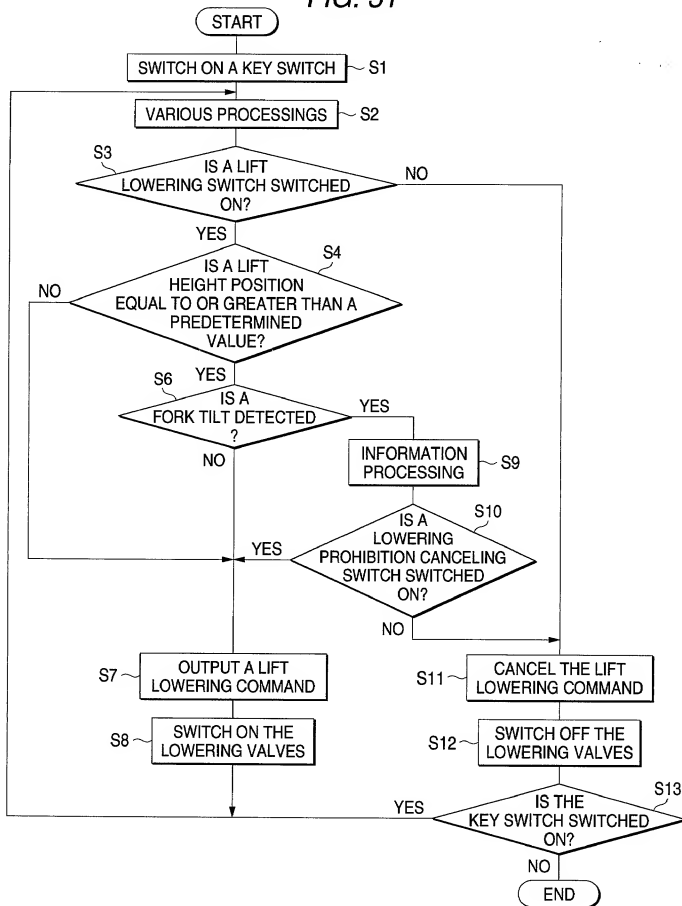 FIG. 31
START
SWITCH ON A KEY SWITCH
S1
VARIOUS PROCESSINGS
S2
S3
IS A LIFT
LOWERING SWITCH SWITCHED
ON?
NO
YES
S4
IS A LIFT
HEIGHT POSITION
EQUAL TO OR GREATER THAN A
PREDETERMINED
VALUE?
NO
YES
S6
IS A
FORK TILT DETECTED
?
YES
NO
INFORMATION
PROCESSING
S9
S10
IS A
LOWERING
PROHIBITION CANCELING
SWITCH SWITCHED
ON?
YES
NO
S7
OUTPUT A LIFT
LOWERING COMMAND
S11
CANCEL THE LIFT
LOWERING COMMAND
S8
SWITCH ON THE
LOWERING VALVES
S12
SWITCH OFF THE
LOWERING VALVES
S13
IS THE
KEY SWITCH SWITCHED
ON?
YES
NO
END